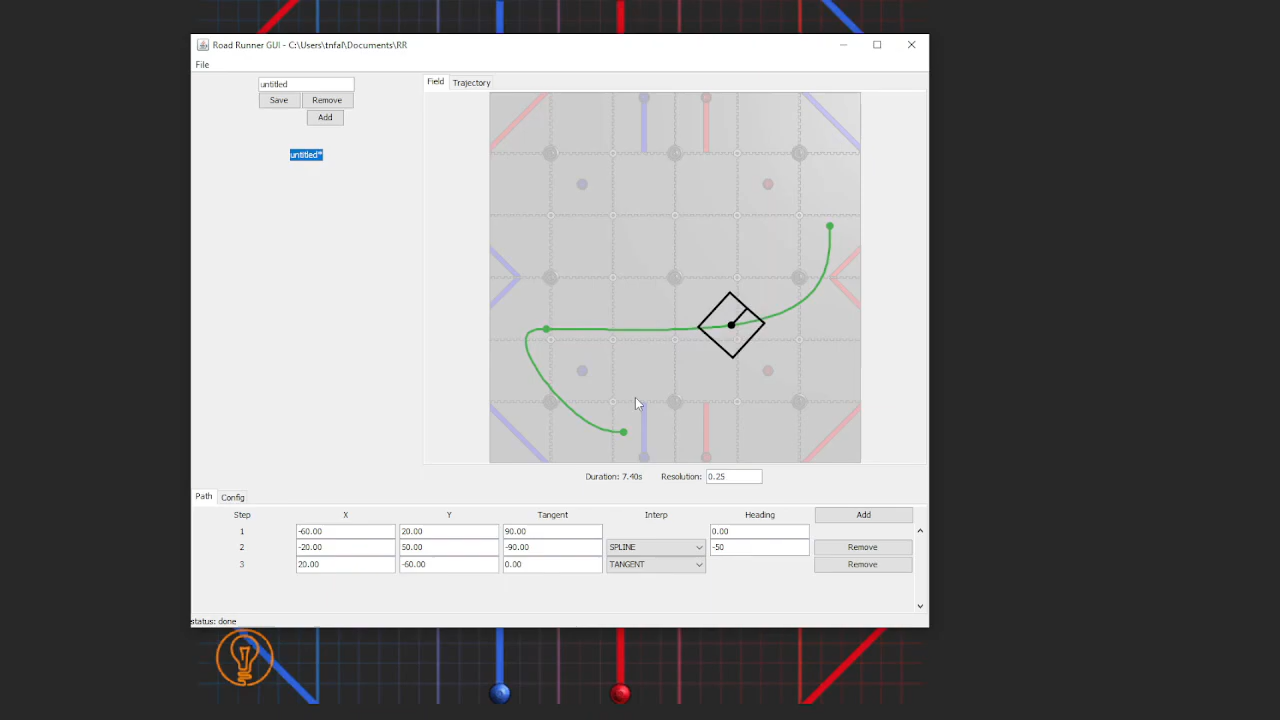 Road Runner GUI - C:\Users\tnfal\Documents\RR
File
untitled
Save Remove
Add
untitled*
Field Trajectory
Duration: 7.40s Resolution: 0.25
Path Config
Step X Y Tangent Interp Heading Add
1 -60.00 20.00 90.00 0.00
2 -20.00 50.00 -90.00 SPLINE -50 Remove
3 20.00 -60.00 0.00 TANGENT Remove
status: done